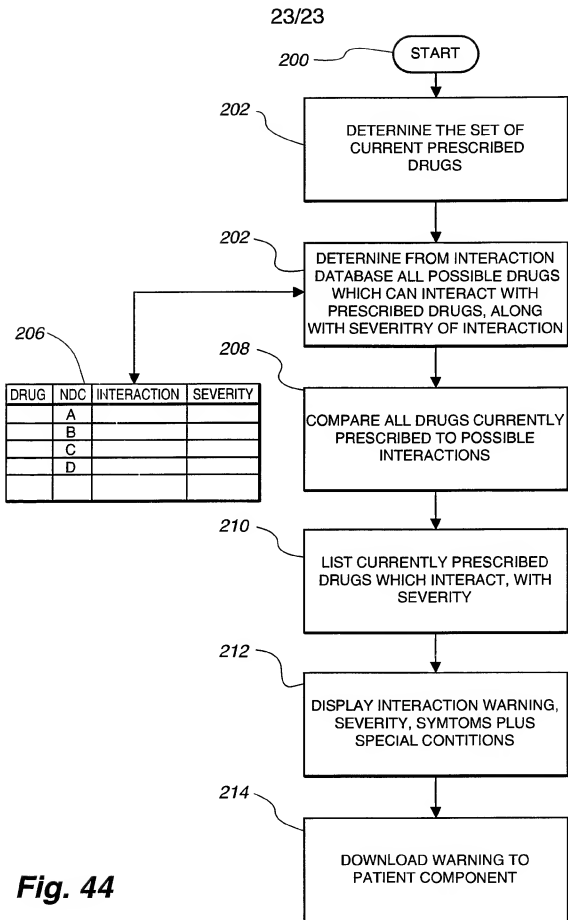 23/23
200
START
202
DETERMINE THE SET OF
CURRENT PRESCRIBED
DRUGS
202
DETERNINE FROM INTERACTION
DATABASE ALL POSSIBLE DRUGS
WHICH CAN INTERACT WITH
PRESCRIBED DRUGS, ALONG
WITH SEVERITRY OF INTERACTION
206
DRUG NDC INTERACTION SEVERITY
A
B
C
D
208
COMPARE ALL DRUGS CURRENTLY
PRESCRIBED TO POSSIBLE
INTERACTIONS
210
LIST CURRENTLY PRESCRIBED
DRUGS WHICH INTERACT, WITH
SEVERITY
212
DISPLAY INTERACTION WARNING,
SEVERITY, SYMTOMS PLUS
SPECIAL CONTITIONS
214
DOWNLOAD WARNING TO
PATIENT COMPONENT
Fig. 44